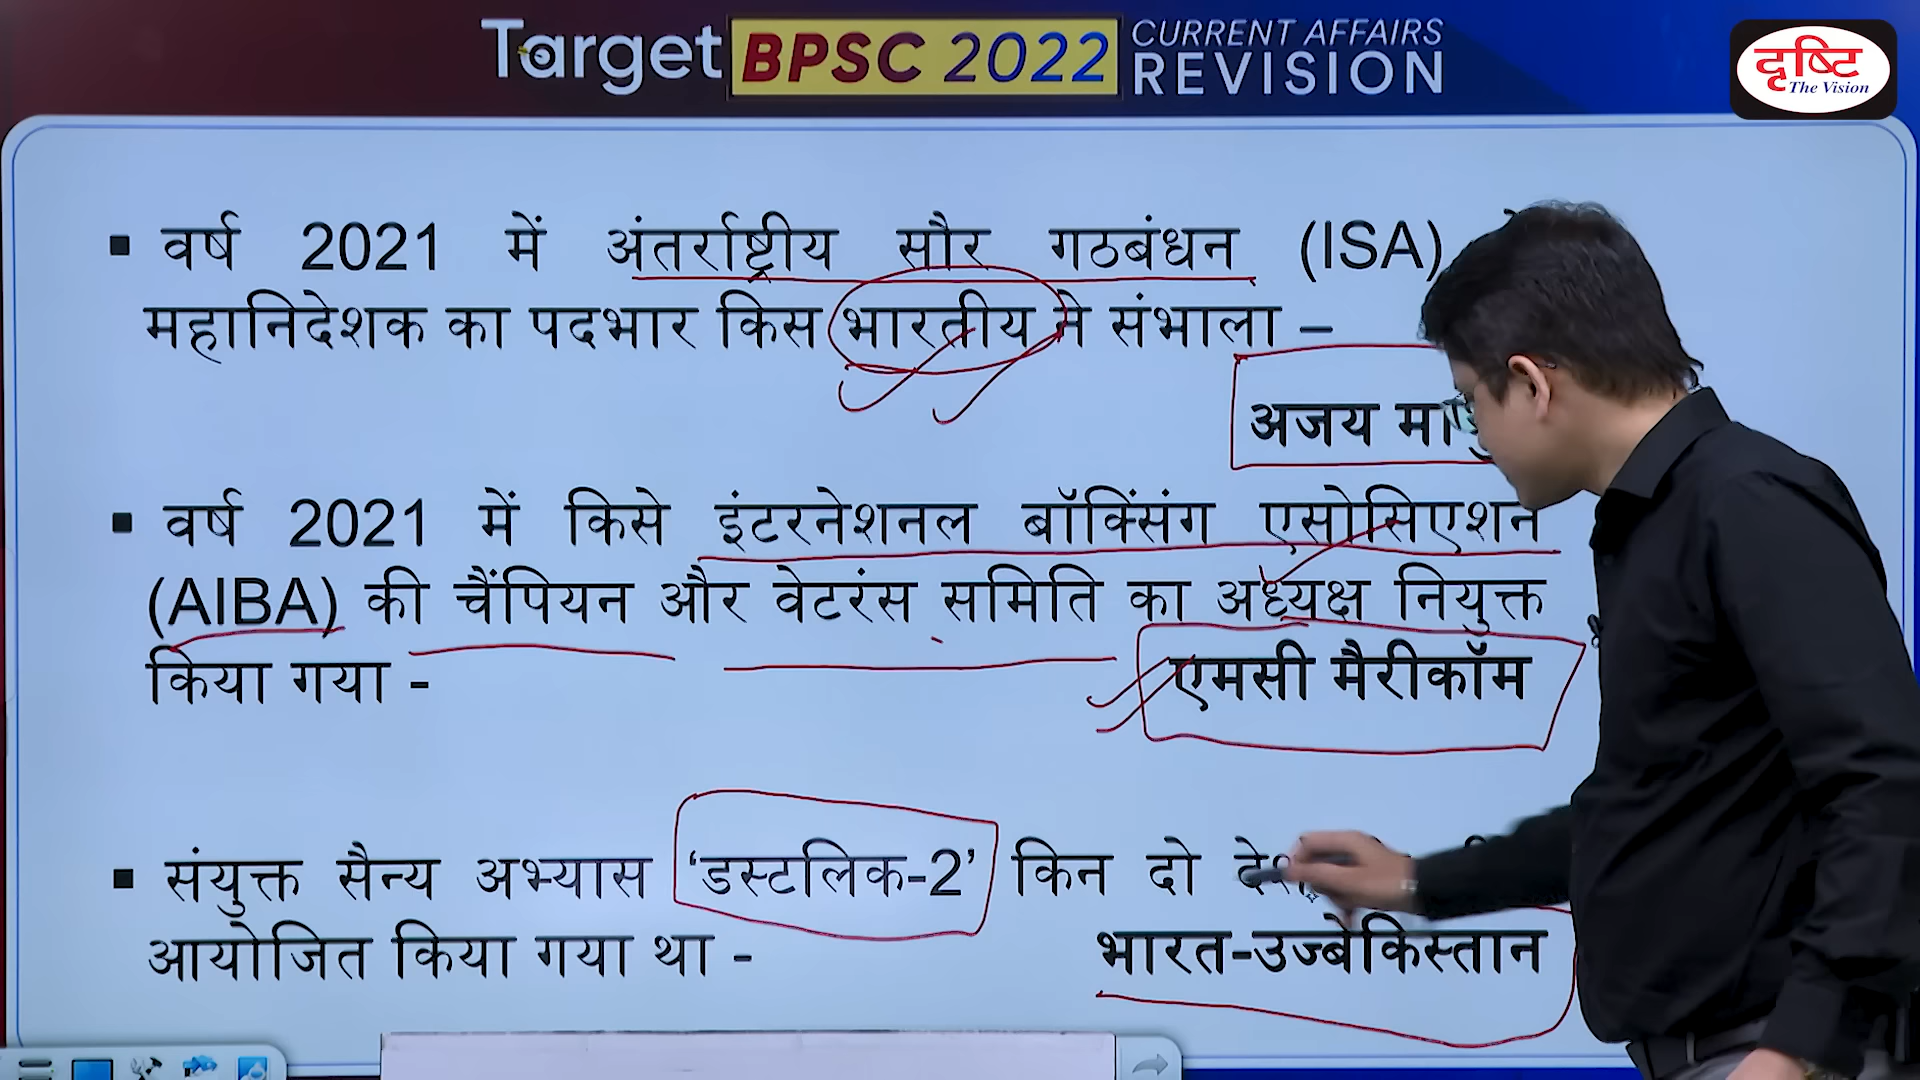 Target BPSC 2022 CURRENT AFFAIRS
REVISION
दृष्टि
The Vision
▪ वर्ष 2021 में अंतर्राष्ट्रीय सौर गठबंधन (ISA)
महानिदेशक का पदभार किस भारतीय ने संभाला –
अजय
▪ वर्ष 2021 में किसे इंटरनेशनल बॉक्सिंग एसोसिएशन
(AIBA) की चैंपियन और वेटरंस समिति का अध्यक्ष नियुक्त
किया गया -
एमसी मैरीकॉम
▪ संयुक्त सैन्य अभ्यास ‘डस्टलिक-2’ किन दो
आयोजित किया गया था -
भारत-उज्बेकिस्तान